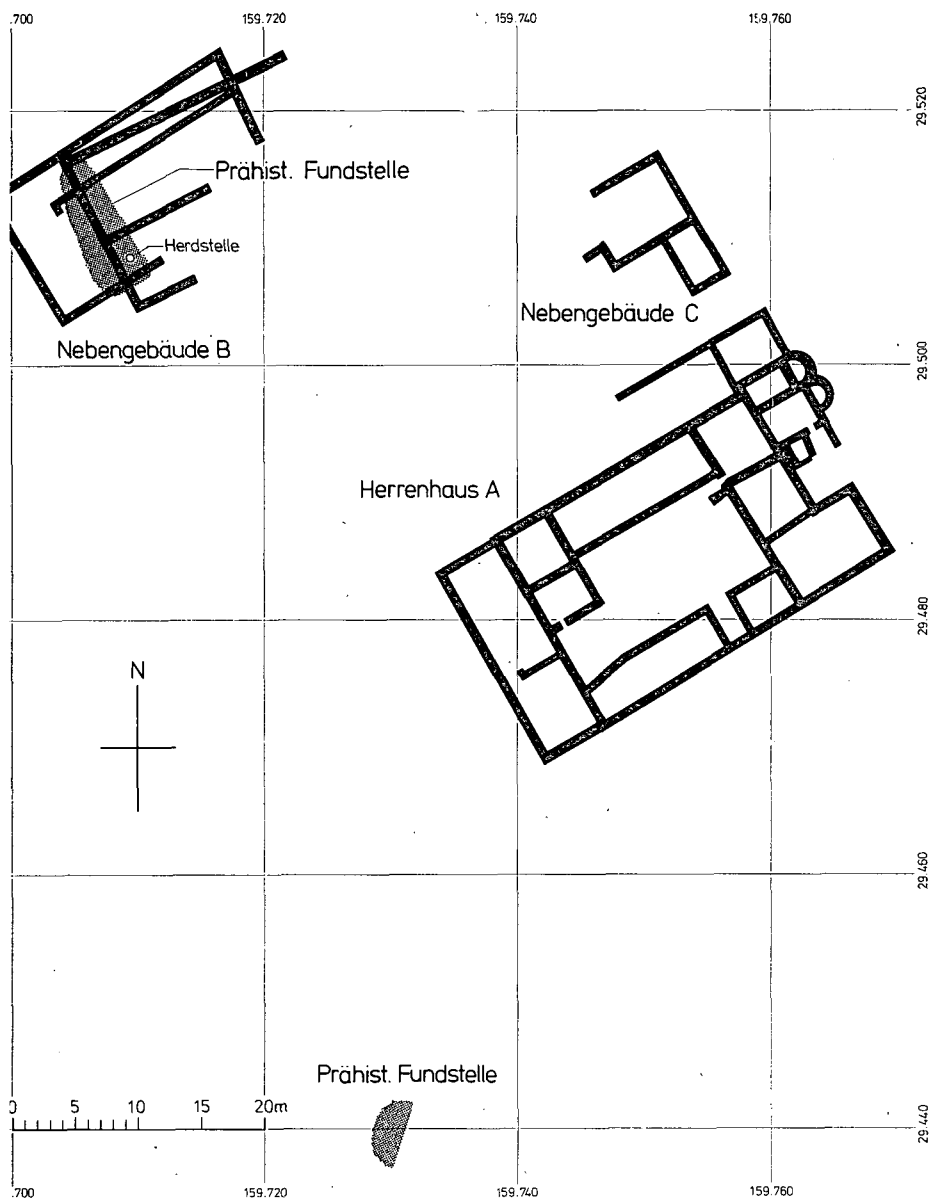 .700
159.720
159.740
159.760
29.520
Prähist. Fundstelle
Herdstelle
Nebengebäude C
Nebengebäude B
29.500
Herrenhaus A
29.480
N
29.460
Prähist. Fundstelle
0 5 10 15 20m
29.440
.700
159.720
159.740
159.760